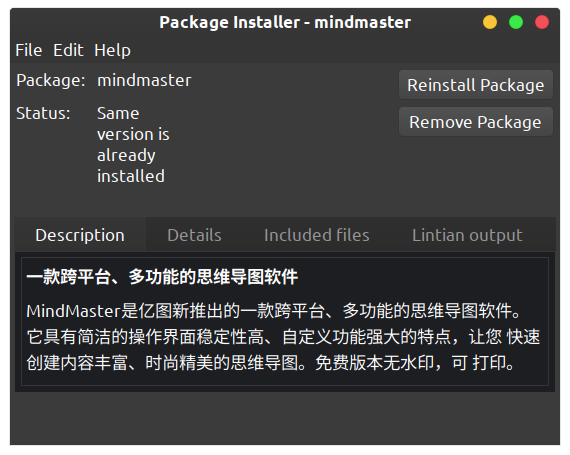 Package Installer - mindmaster
File Edit Help
Package: mindmaster
Reinstall Package
Status: Same
version is
already
installed
Remove Package
Description Details Included files Lintian output
一款跨平台、多功能的思维导图软件
MindMaster是亿图新推出的一款跨平台、多功能的思维导图软件。
它具有简洁的操作界面稳定性高、自定义功能强大的特点，让您 快速
创建内容丰富、时尚精美的思维导图。免费版本无水印，可 打印。